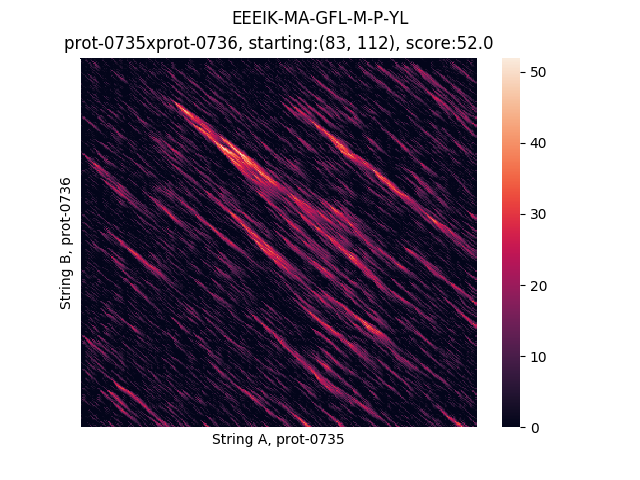 EEEIK-MA-GFL-M-P-YL
prot-0735xprot-0736, starting:(83, 112), score:52.0
String B, prot-0736
String A, prot-0735
50
40
30
20
10
0